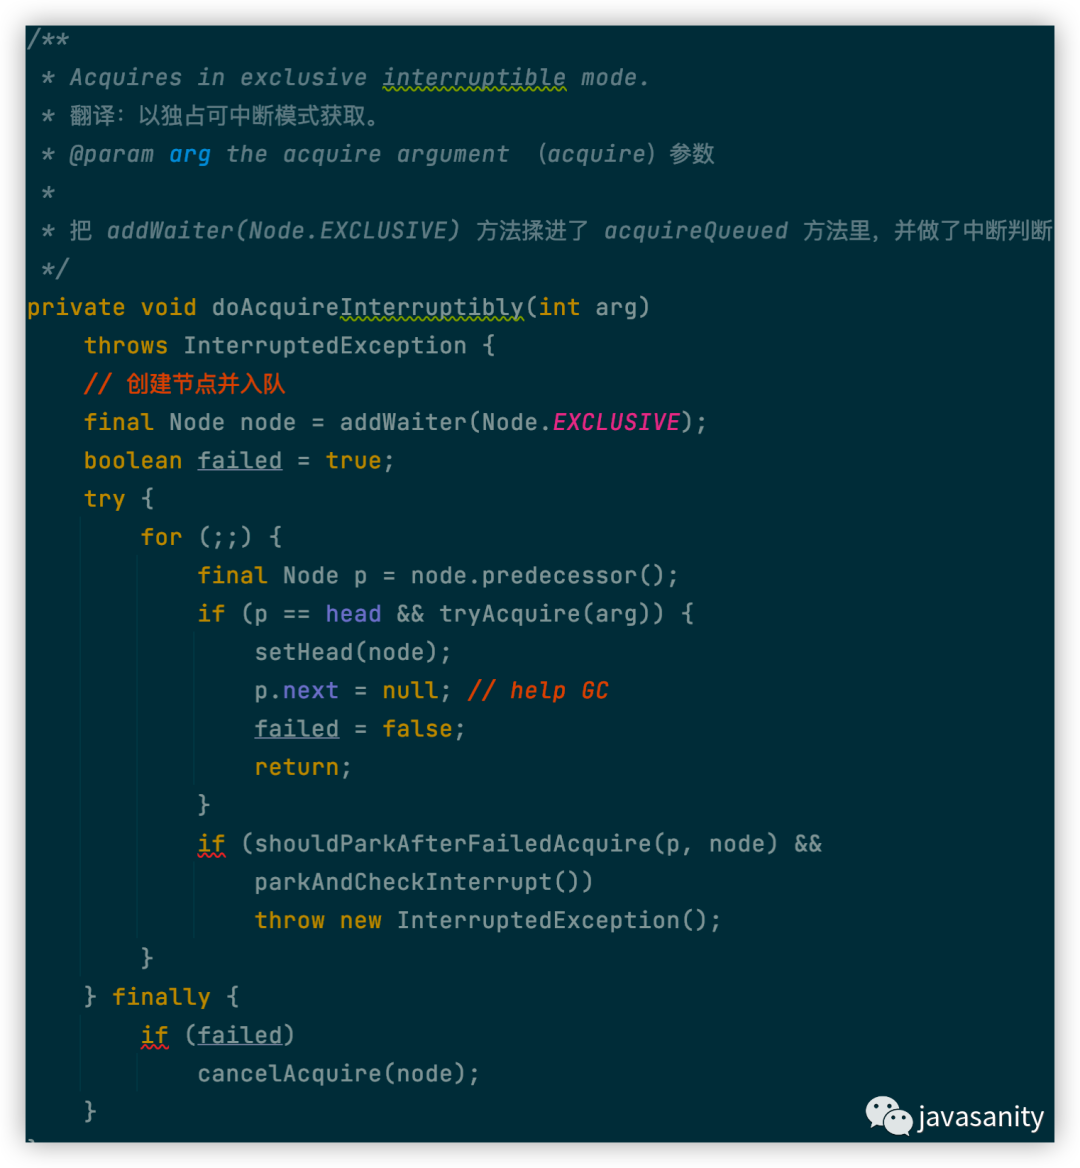 /**
 * Acquires in exclusive interruptible mode.
 * 翻译：以独占可中断模式获取。
 * @param arg the acquire argument （acquire）参数
 *
 * 把 addWaiter(Node.EXCLUSIVE) 方法揉进了 acquireQueued 方法里，并做了中断判断
 */
private void doAcquireInterruptibly(int arg)
    throws InterruptedException {
    // 创建节点并入队
    final Node node = addWaiter(Node.EXCLUSIVE);
    boolean failed = true;
    try {
        for (;;) {
            final Node p = node.predecessor();
            if (p == head && tryAcquire(arg)) {
                setHead(node);
                p.next = null; // help GC
                failed = false;
                return;
            }
            if (shouldParkAfterFailedAcquire(p, node) &&
                parkAndCheckInterrupt())
                throw new InterruptedException();
        }
    } finally {
        if (failed)
            cancelAcquire(node);
    }
javasanity